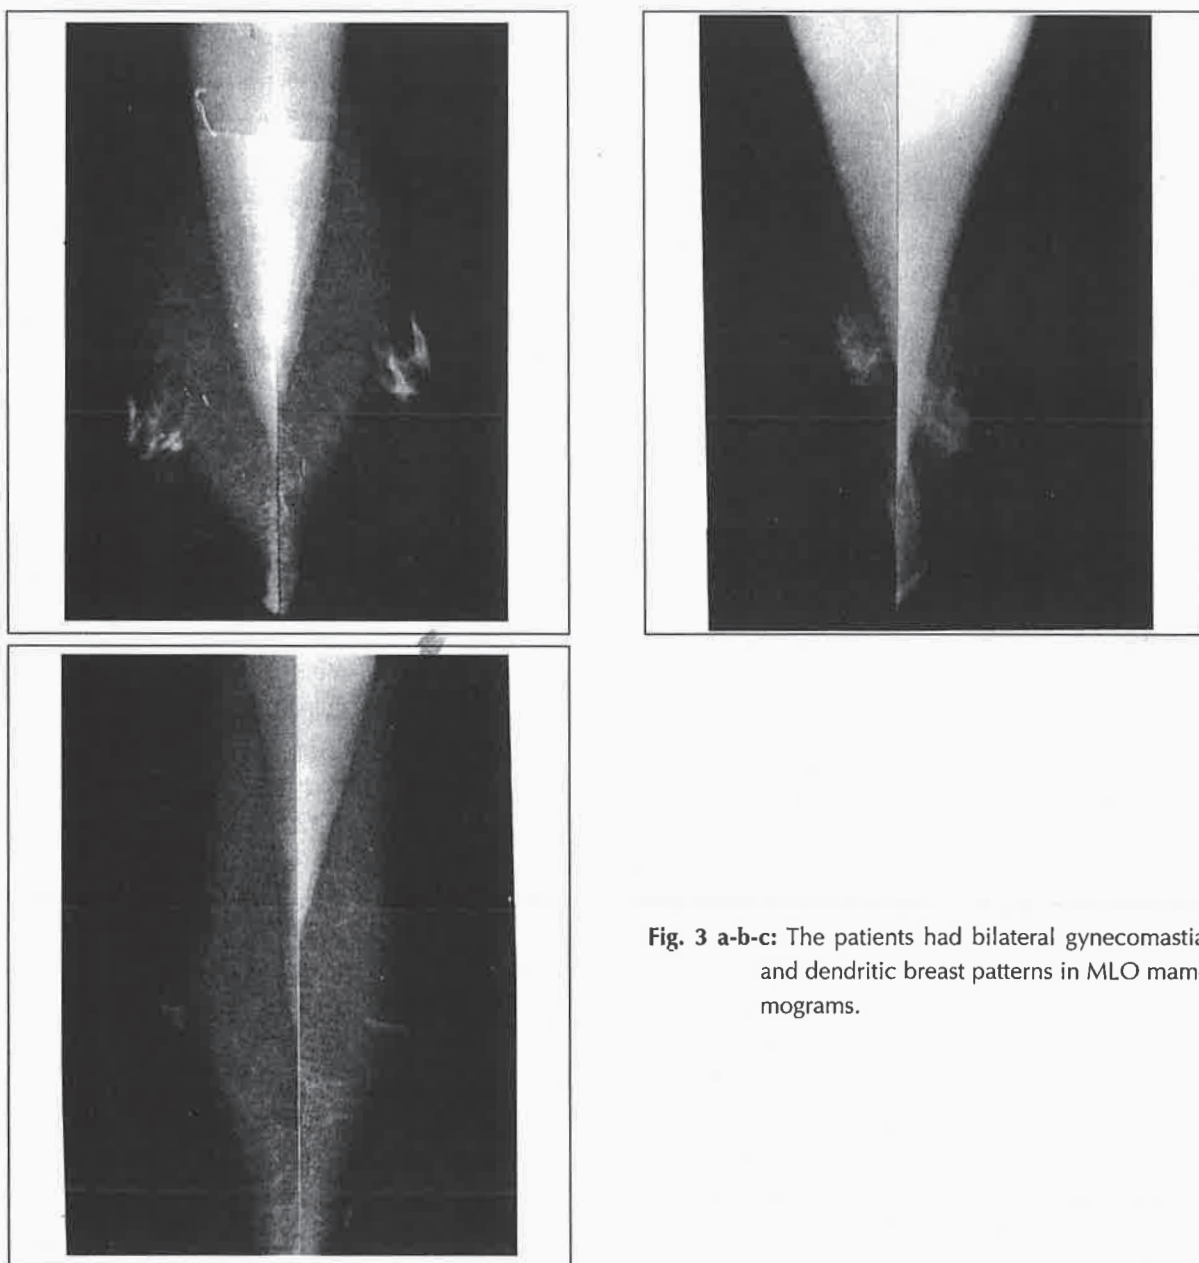 Fig. 3 a-b-c: The patients had bilateral gynecomastia
and dendritic breast patterns in MLO mam-
mograms.